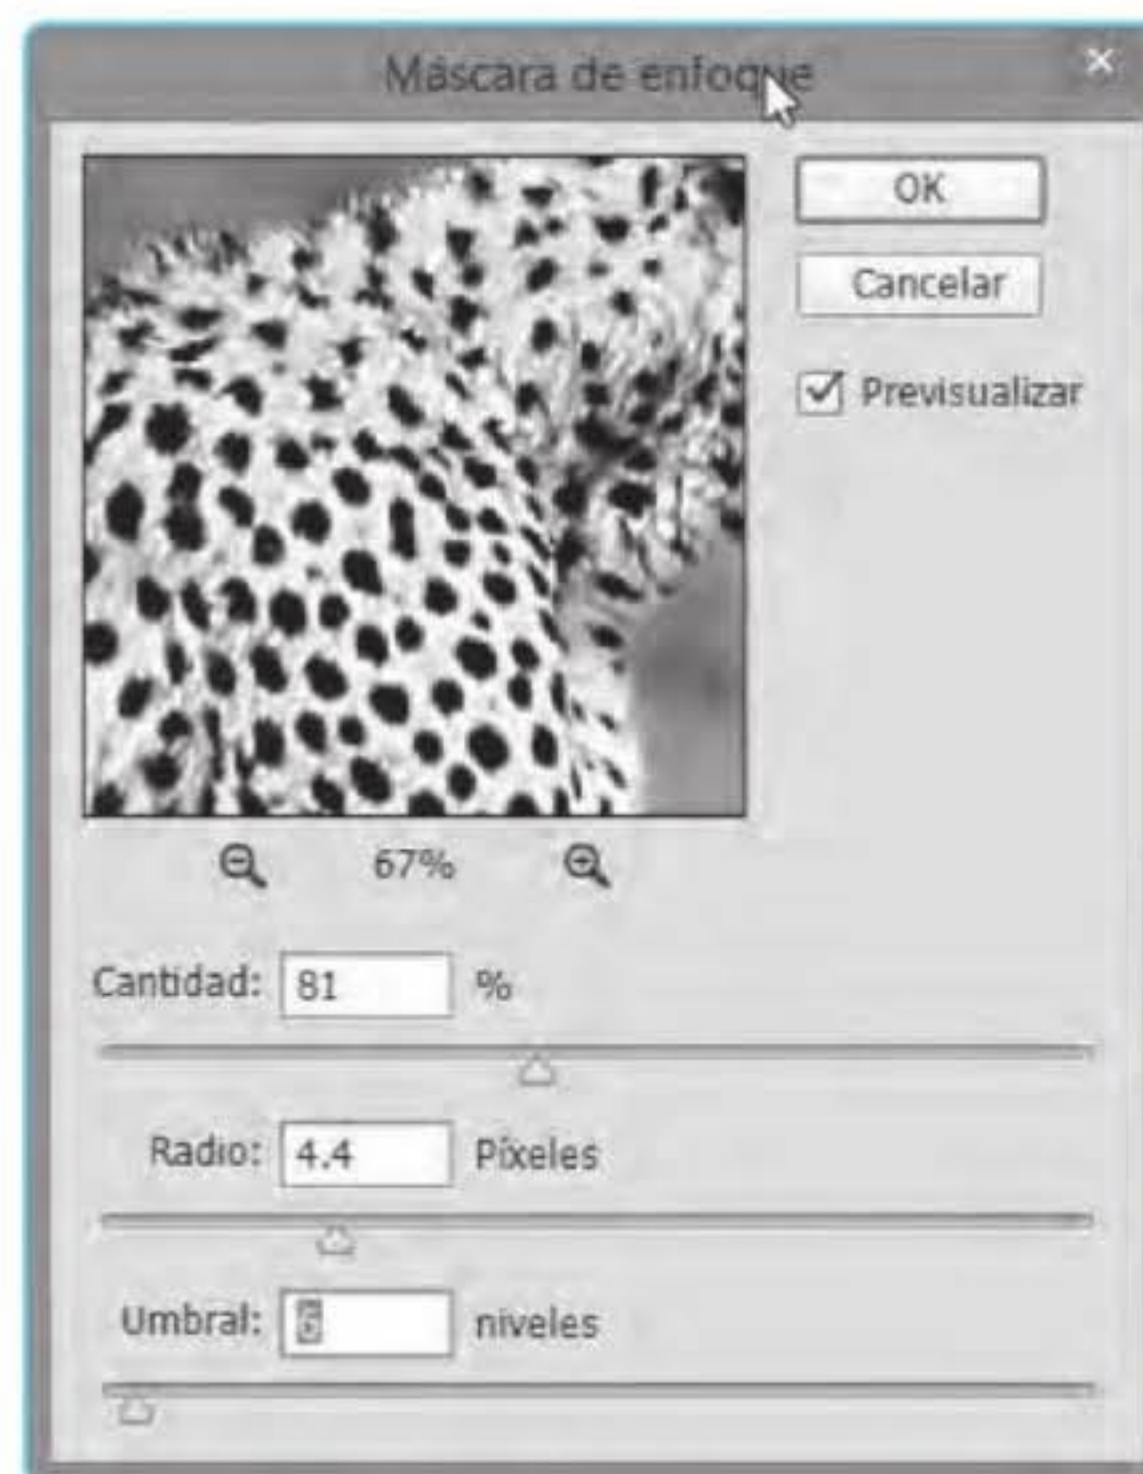 Máscara de enfoque
OK
Cancelar
Previsualizar
67%
Cantidad: 81 %
Radio: 4.4 Píxeles
Umbral: niveles